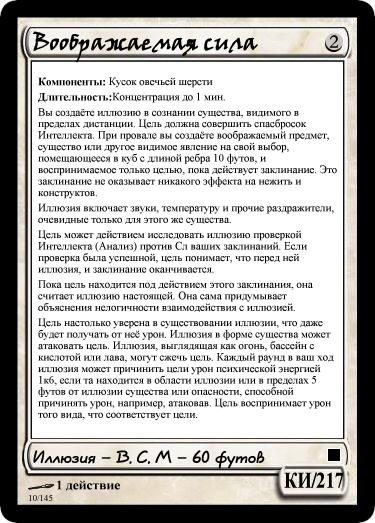 Воображаемая сила
2
Компоненты: Кусок овечьей шерсти
Длительность:Концентрация до 1 мин.
Вы создаёте иллюзию в сознании существа, видимого в
пределах дистанции. Цель должна совершить спасбросок
Интеллекта. При провале вы создаёте воображаемый предмет,
существо или другое видимое явление на свой выбор,
помещающееся в куб с длиной ребра 10 футов, и
воспринимаемое только целью, пока действует заклинание. Это
заклинание не оказывает никакого эффекта на нежить и
конструктов.
Иллюзия включает звуки, температуру и прочие раздражители,
очевидные только для этого же существа.
Цель может действием исследовать иллюзию проверкой
Интеллекта (Анализ) против Сл ваших заклинаний. Если
проверка была успешной, цель понимает, что перед ней
иллюзия, и заклинание оканчивается.
Пока цель находится под действием этого заклинания, она
считает иллюзию настоящей. Она сама придумывает
объяснения нелогичности взаимодействия с иллюзией.
Цель настолько уверена в существовании иллюзии, что даже
будет получать от неё урон. Иллюзия в форме существа может
атаковать цель. Иллюзия, выглядящая как огонь, бассейн с
кислотой или лава, могут сжечь цель. Каждый раунд в ваш ход
иллюзия может причинить цели урон психической энергией
1к6, если та находится в области иллюзии или в пределах 5
футов от иллюзии существа или опасности, способной
причинять урон, например, атаковав. Цель воспринимает урон
того вида, что соответствует цели.
Иллюзия – В, С, М – 60 футов
КИ/217
1 действие
10/145